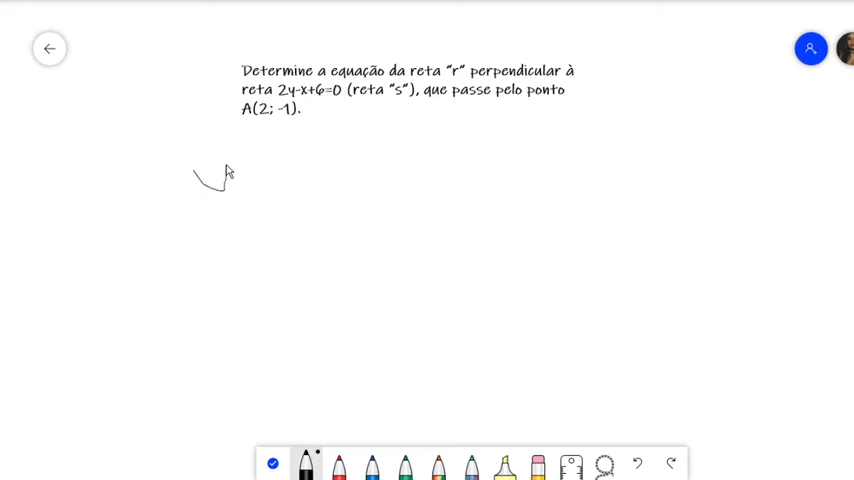 Determine a equação da reta "r" perpendicular à
reta 2y-x+6=0 (reta "s"), que passe pelo ponto
A(2; -1).